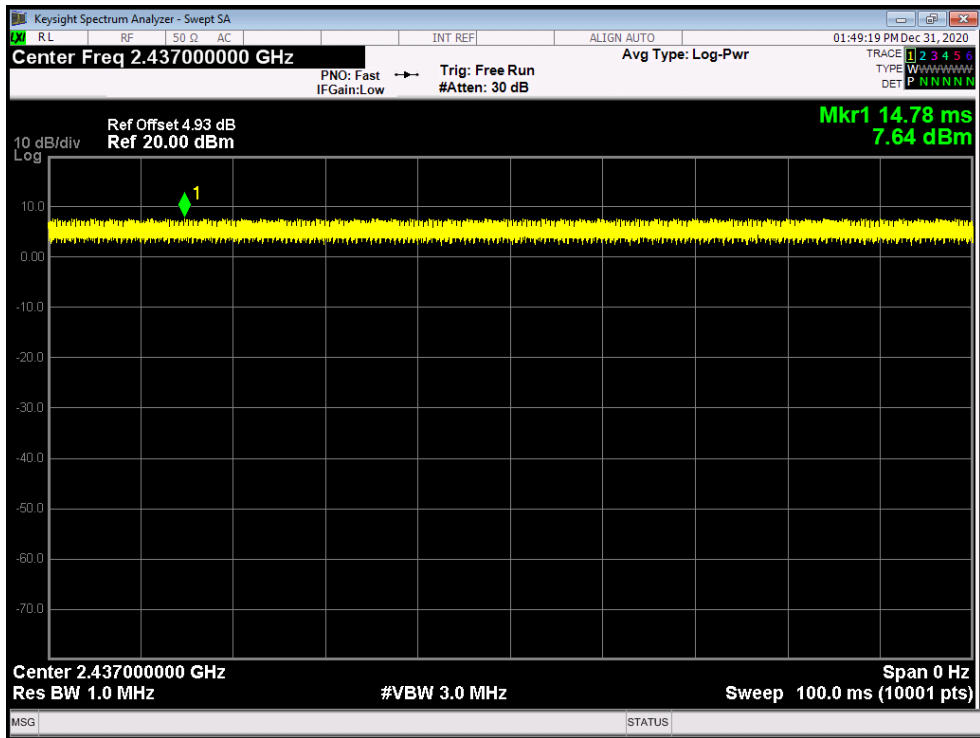 Keysight Spectrum Analyzer - Swept SA
LXI RL RF 50 Ω AC INT REF ALIGN AUTO 01:49:19 PM Dec 31, 2020
Center Freq 2.437000000 GHz
PNO: Fast
IFGain:Low
Trig: Free Run
#Atten: 30 dB
Avg Type: Log-Pwr
TRACE 1 2 3 4 5 6
TYPE WWWWWW
DET P N N N N N
Mkr1 14.78 ms
7.64 dBm
Ref Offset 4.93 dB
10 dB/div Ref 20.00 dBm
Log
1
10.0
0.00
-10.0
-20.0
-30.0
-40.0
-50.0
-60.0
-70.0
Center 2.437000000 GHz Span 0 Hz
Res BW 1.0 MHz #VBW 3.0 MHz Sweep 100.0 ms (10001 pts)
MSG STATUS